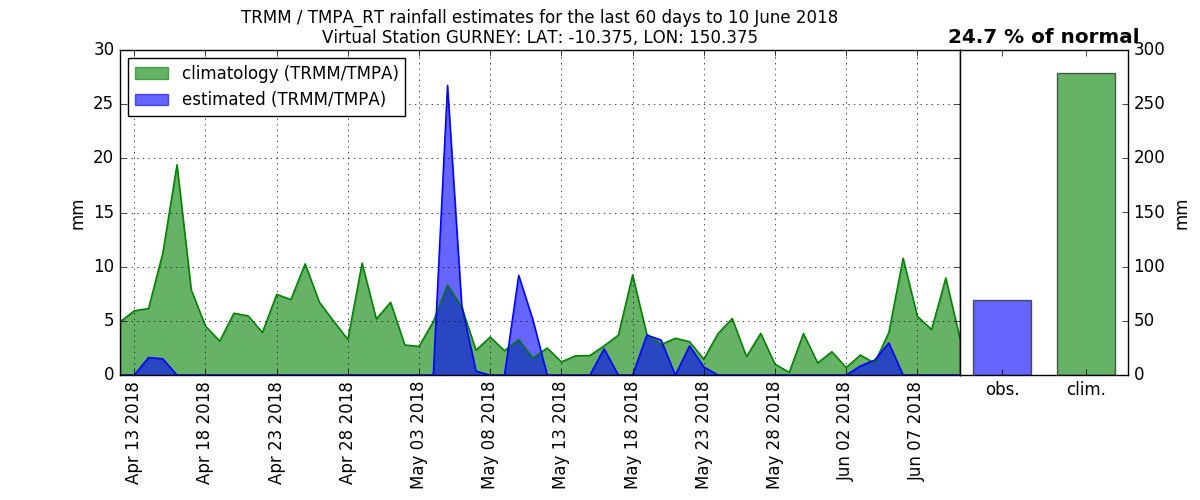 TRMM / TMPA_RT rainfall estimates for the last 60 days to 10 June 2018
Virtual Station GURNEY: LAT: -10.375, LON: 150.375
24.7 % of normal
climatology (TRMM/TMPA)
estimated (TRMM/TMPA)
30
25
20
15
10
5
0
mm
Apr 13 2018
Apr 18 2018
Apr 23 2018
Apr 28 2018
May 03 2018
May 08 2018
May 13 2018
May 18 2018
May 23 2018
May 28 2018
Jun 02 2018
Jun 07 2018
obs.
clim.
300
250
200
150
100
50
0
mm